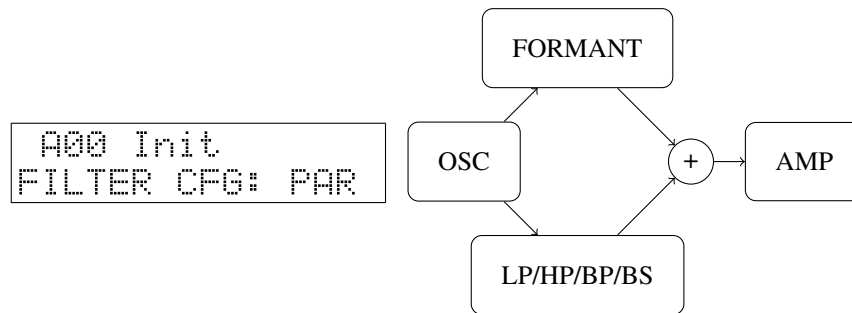 A00 Init
FILTER CFG: PAR
FORMANT
OSC
+
AMP
LP/HP/BP/BS